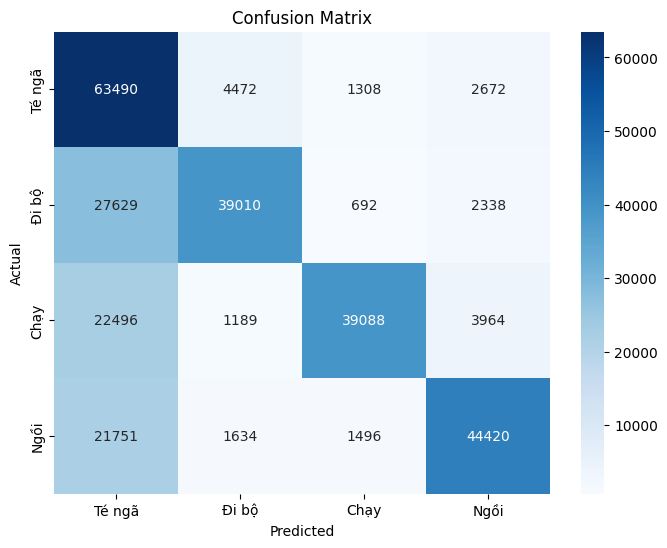 Confusion Matrix
Té ngã
63490 4472 1308 2672
Đi bộ
27629 39010 692 2338
Chạy
22496 1189 39088 3964
Ngồi
21751 1634 1496 44420
Actual
Té ngã Đi bộ Chạy Ngồi
Predicted
60000
50000
40000
30000
20000
10000